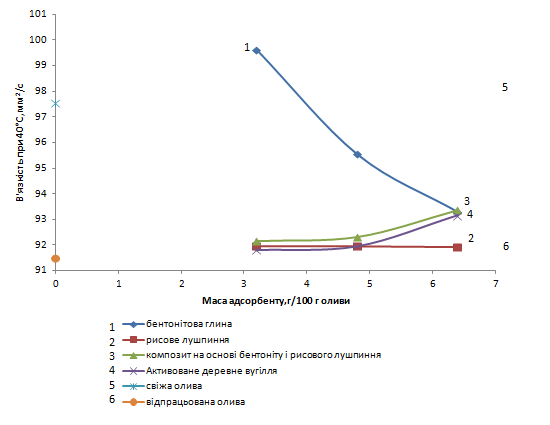 101
100
99
98
97
96
95
94
93
92
91
В'язкість при 40°С,мм²/с
1
5
3
4
2
6
0 1 2 3 4 5 6 7
Маса адсорбенту,г/100 г оливи
1 бентонітова глина
2 рисове лушпиння
3 композит на основі бентоніту і рисового лушпиння
4 Активоване деревне вугілля
5 свіжа олива
6 відпрацьована олива